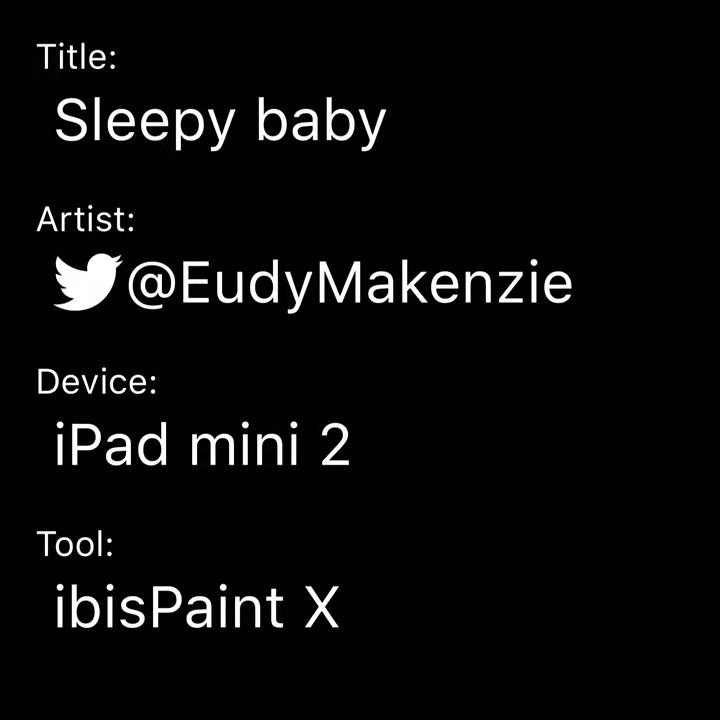 Title:
Sleepy baby
Artist:
@EudyMakenzie
Device:
iPad mini 2
Tool:
ibisPaint X